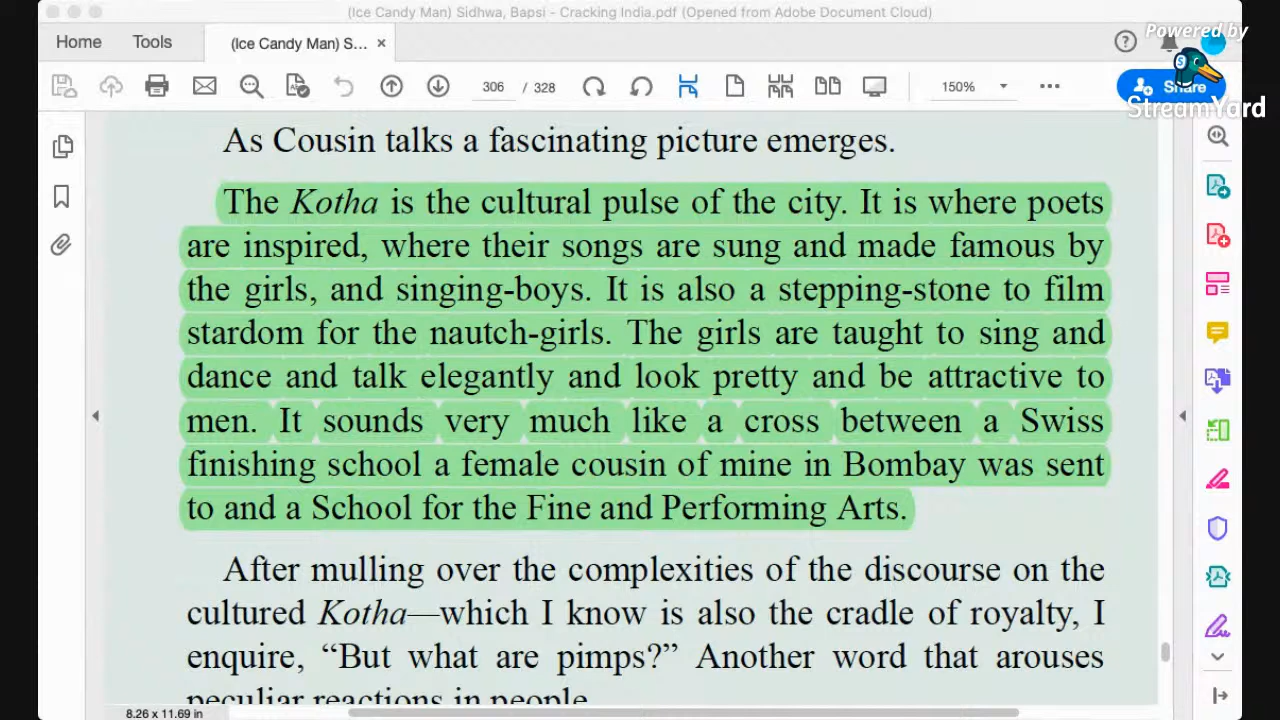 (Ice Candy Man) Sidhwa, Bapsi - Cracking India.pdf (Opened from Adobe Document Cloud)
Powered by
Home Tools (Ice Candy Man) S... ×
306 / 328 150% Share
StreamYard
As Cousin talks a fascinating picture emerges.
The Kotha is the cultural pulse of the city. It is where poets
are inspired, where their songs are sung and made famous by
the girls, and singing-boys. It is also a stepping-stone to film
stardom for the nautch-girls. The girls are taught to sing and
dance and talk elegantly and look pretty and be attractive to
men. It sounds very much like a cross between a Swiss
finishing school a female cousin of mine in Bombay was sent
to and a School for the Fine and Performing Arts.
After mulling over the complexities of the discourse on the
cultured Kotha—which I know is also the cradle of royalty, I
enquire, “But what are pimps?” Another word that arouses
peculiar reactions in people.
8.26 x 11.69 in